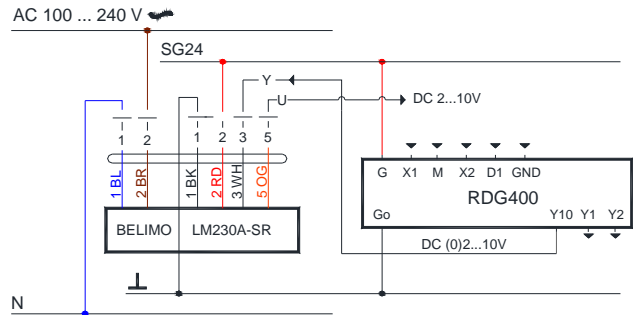 AC 100 ... 240 V
SG24
Y
U
DC 2...10V
1 2 1 2 3 5
G X1 M X2 D1 GND
1 BL 2 BR 1 BK 2 RD 3 WH 5 OG
RDG400
Go Y10 Y1 Y2
BELIMO LM230A-SR
DC (0)2...10V
N